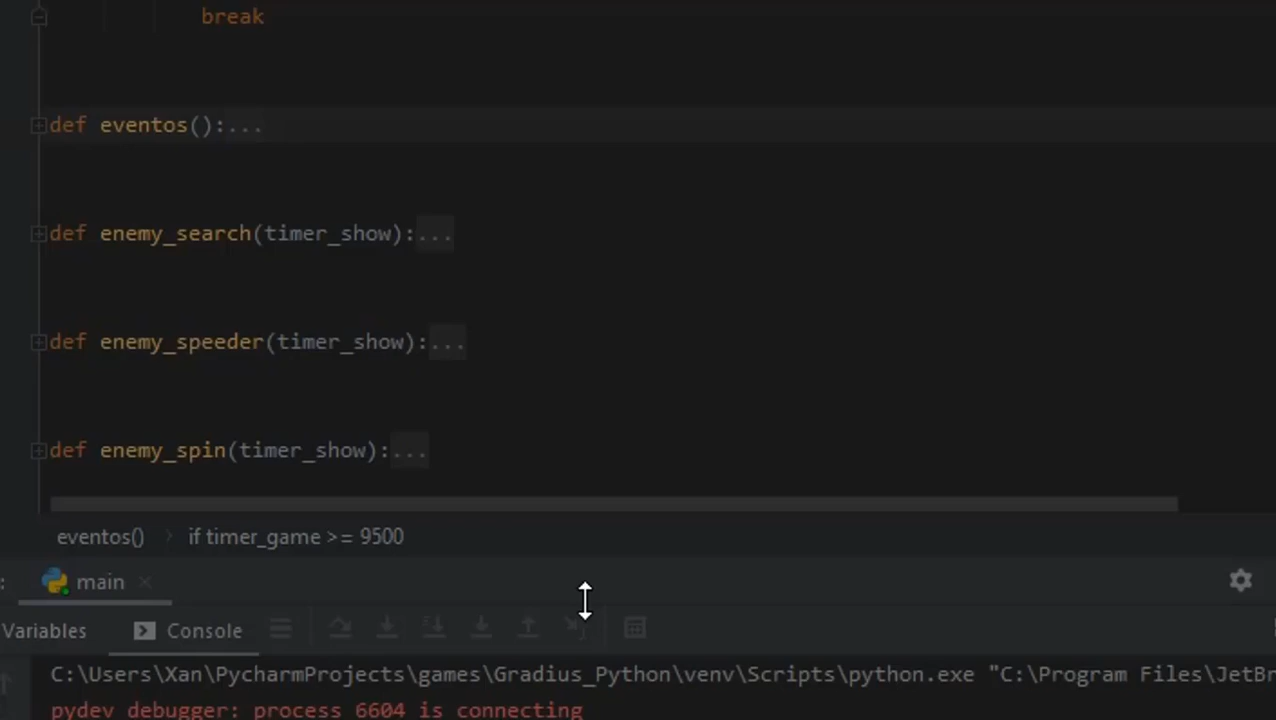 break
def eventos():...
def enemy_search(timer_show):...
def enemy_speeder(timer_show):...
def enemy_spin(timer_show):...
eventos() › if timer_game >= 9500
: main ×
Variables Console
C:\Users\Xan\PycharmProjects\games\Gradius_Python\venv\Scripts\python.exe "C:\Program Files\JetBr
pydev debugger: process 6604 is connecting